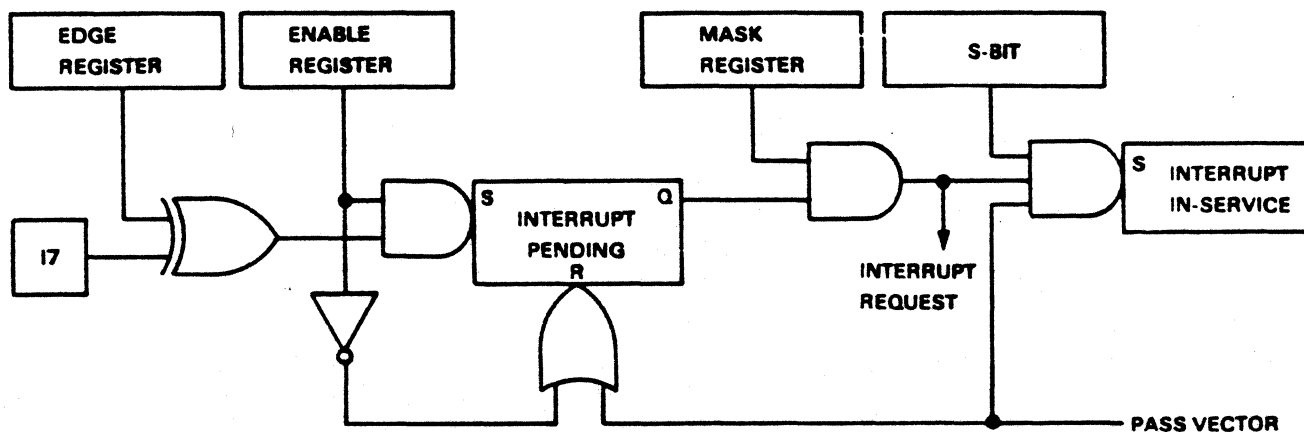 EDGE
REGISTER
ENABLE
REGISTER
MASK
REGISTER
S-BIT
I7
S
Q
INTERRUPT
PENDING
R
S
INTERRUPT
IN-SERVICE
INTERRUPT
REQUEST
PASS VECTOR